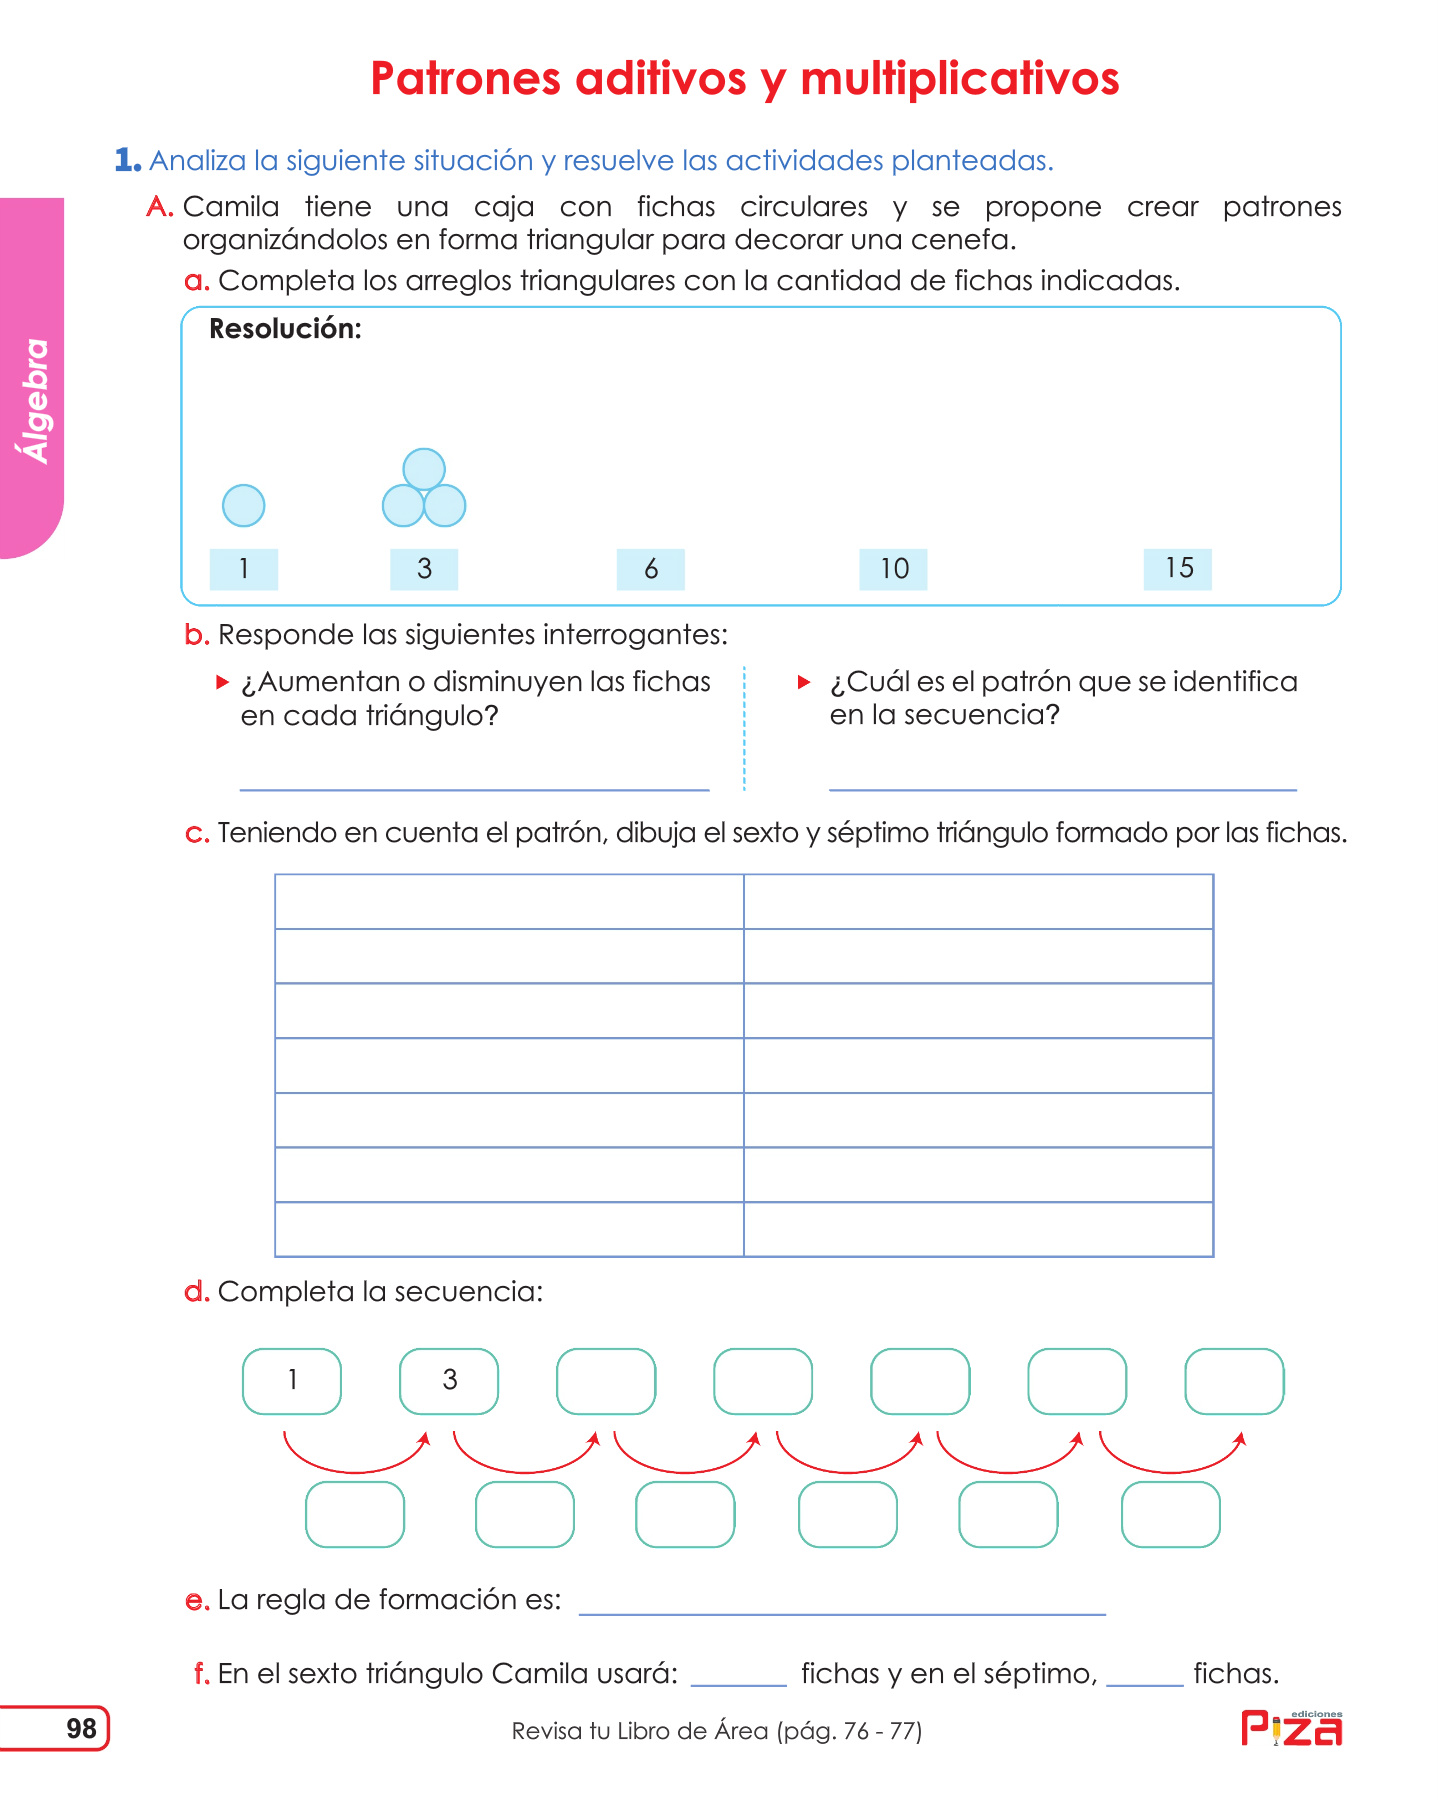 Patrones aditivos y multiplicativos
1. Analiza la siguiente situación y resuelve las actividades planteadas.
A. Camila tiene una caja con fichas circulares y se propone crear patrones
organizándolos en forma triangular para decorar una cenefa.
a. Completa los arreglos triangulares con la cantidad de fichas indicadas.
Álgebra
Resolución:
1 3 6 10 15
b. Responde las siguientes interrogantes:
¿Aumentan o disminuyen las fichas
en cada triángulo?
¿Cuál es el patrón que se identifica
en la secuencia?
c. Teniendo en cuenta el patrón, dibuja el sexto y séptimo triángulo formado por las fichas.
d. Completa la secuencia:
1 3
e. La regla de formación es:
f. En el sexto triángulo Camila usará: ______ fichas y en el séptimo, _____ fichas.
98
Revisa tu Libro de Área (pág. 76 - 77)
ediciones
Piza